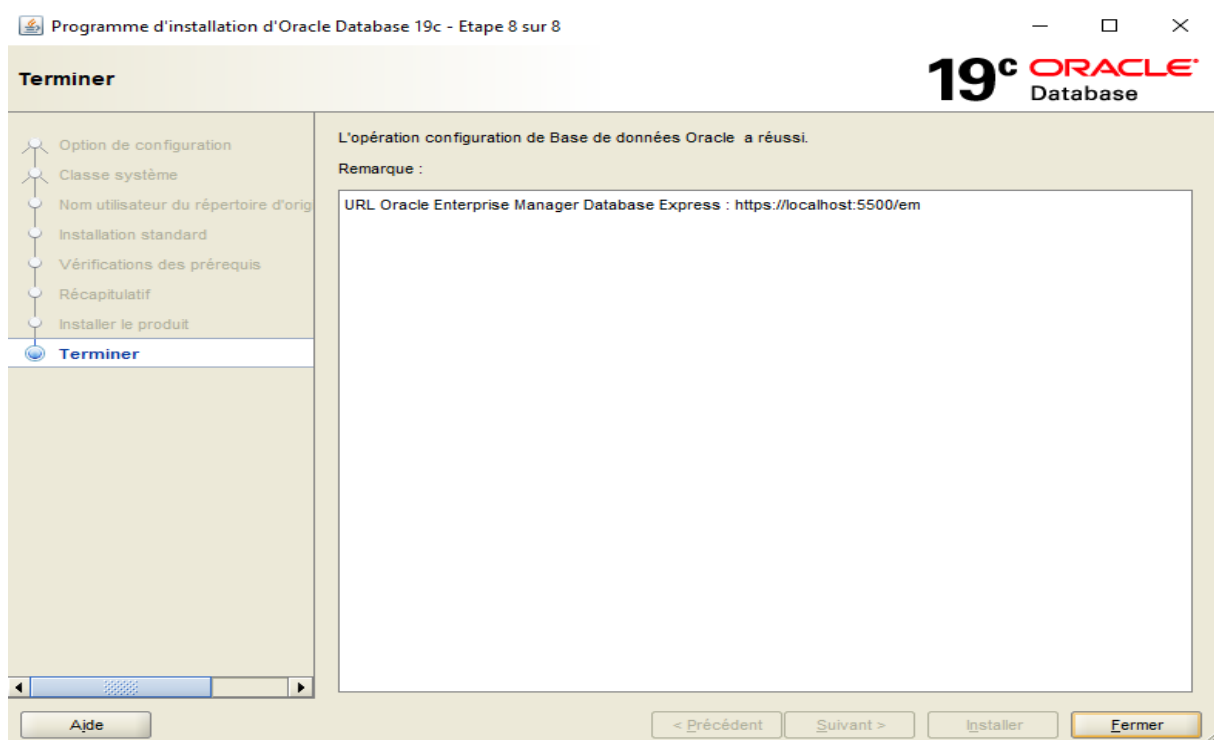 Programme d'installation d'Oracle Database 19c - Etape 8 sur 8
Terminer
19c ORACLE
Database
Option de configuration
Classe système
Nom utilisateur du répertoire d'orig
Installation standard
Vérifications des prérequis
Récapitulatif
Installer le produit
Terminer
L'opération configuration de Base de données Oracle a réussi.
Remarque :
URL Oracle Enterprise Manager Database Express : https://localhost:5500/em
Aide
< Précédent
Suivant >
Installer
Fermer